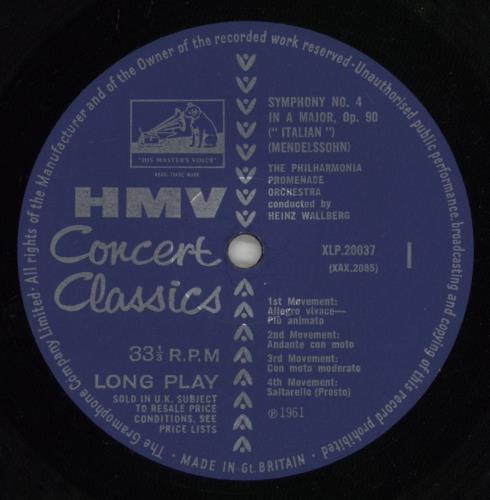 The Gramophone Company Limited · All rights of the Manufacturer and of the Owner of the recorded work reserved · Unauthorised public performance, broadcasting and copying of this record prohibited ·
"HIS MASTER'S VOICE"
REGD. TRADE MARK
HMV
Concert
Classics
33 1/3 R.P.M
LONG PLAY
SOLD IN U.K. SUBJECT
TO RESALE PRICE
CONDITIONS, SEE
PRICE LISTS
SYMPHONY NO. 4
IN A MAJOR, Op. 90
(" ITALIAN ")
(MENDELSSOHN)
THE PHILHARMONIA
PROMENADE
ORCHESTRA
conducted by
HEINZ WALLBERG
XLP.20037
(XAX.2085)
I
1st Movement:
Allegro vivace—
Più animato
2nd Movement:
Andante con moto
3rd Movement:
Con moto moderato
4th Movement:
Saltarello (Presto)
℗ 1961
MADE IN Gt. BRITAIN